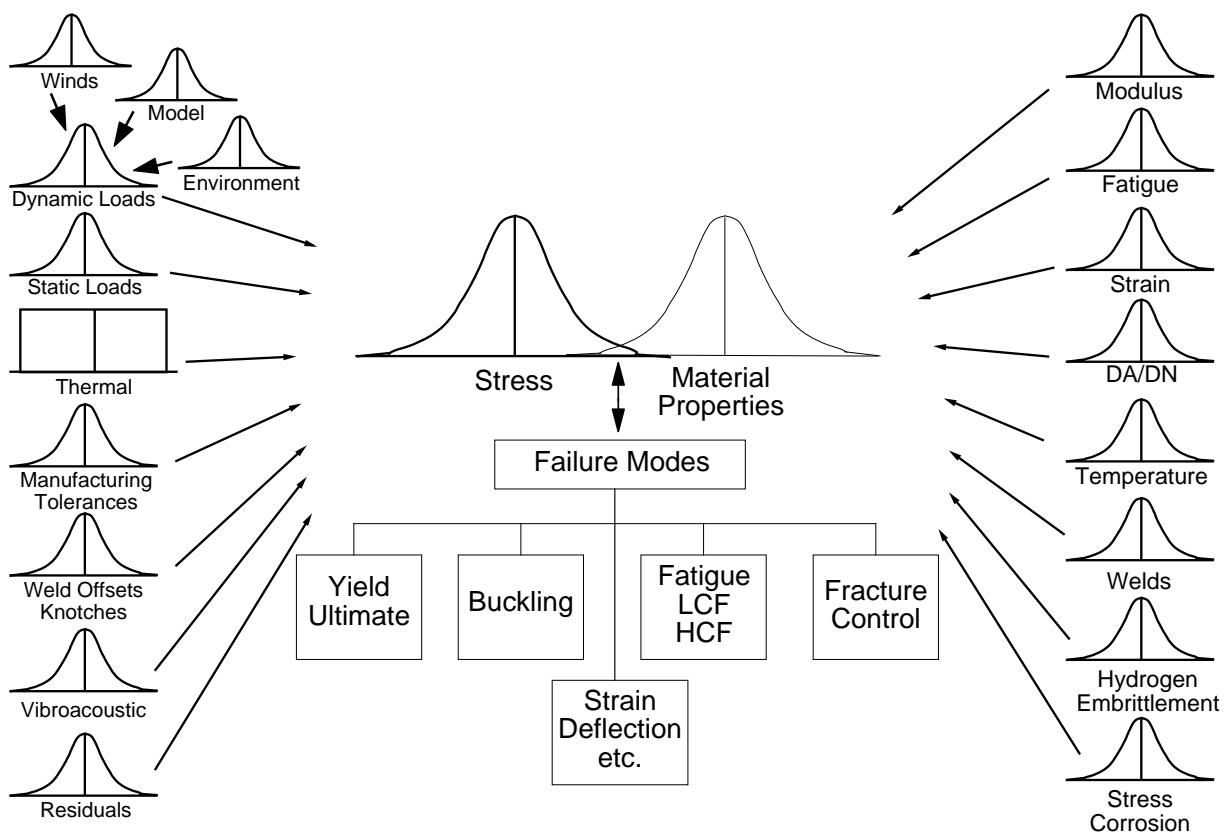 Winds
Model
Environment
Dynamic Loads
Static Loads
Thermal
Manufacturing
Tolerances
Weld Offsets
Knotches
Vibroacoustic
Residuals
Stress
Material
Properties
Failure Modes
Yield
Ultimate
Buckling
Fatigue
LCF
HCF
Fracture
Control
Strain
Deflection
etc.
Modulus
Fatigue
Strain
DA/DN
Temperature
Welds
Hydrogen
Embrittlement
Stress
Corrosion